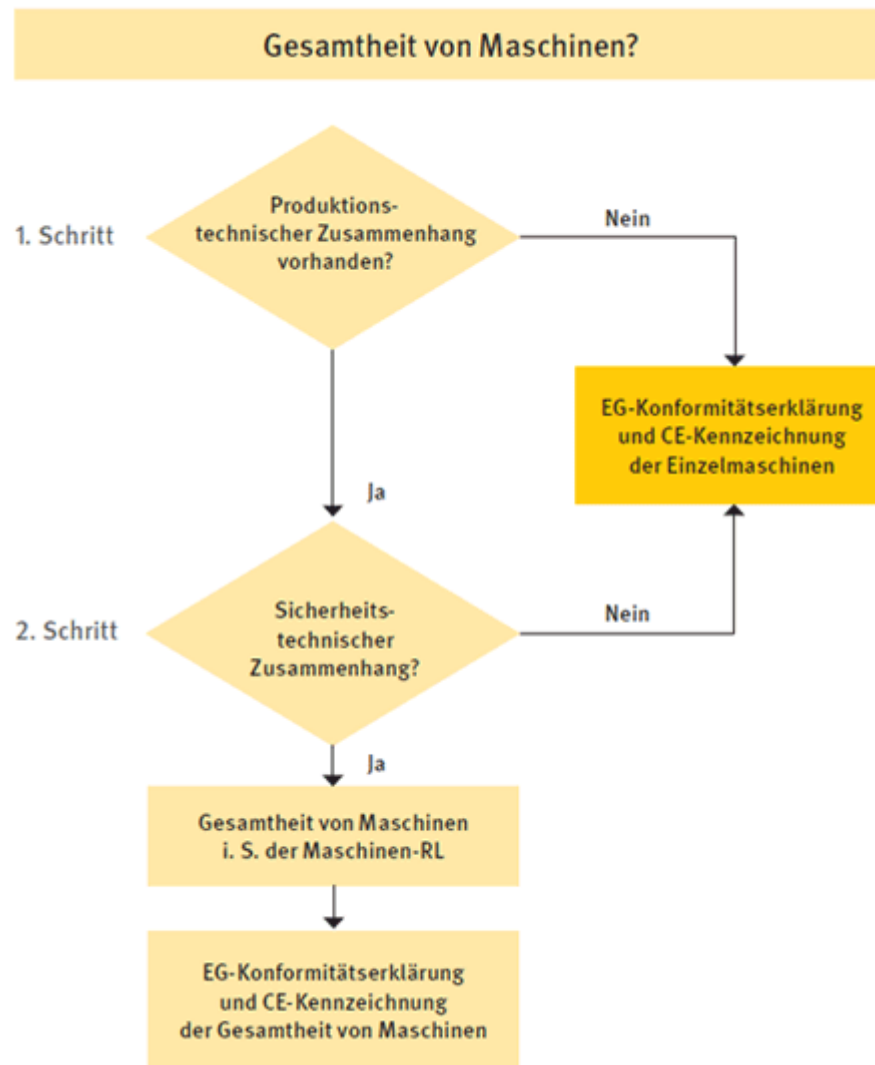 Gesamtheit von Maschinen?
1. Schritt
Produktions-
technischer Zusammenhang
vorhanden?
Nein
EG-Konformitätserklärung
und CE-Kennzeichnung
der Einzelmaschinen
Ja
2. Schritt
Sicherheits-
technischer
Zusammenhang?
Nein
Ja
Gesamtheit von Maschinen
i. S. der Maschinen-RL
EG-Konformitätserklärung
und CE-Kennzeichnung
der Gesamtheit von Maschinen